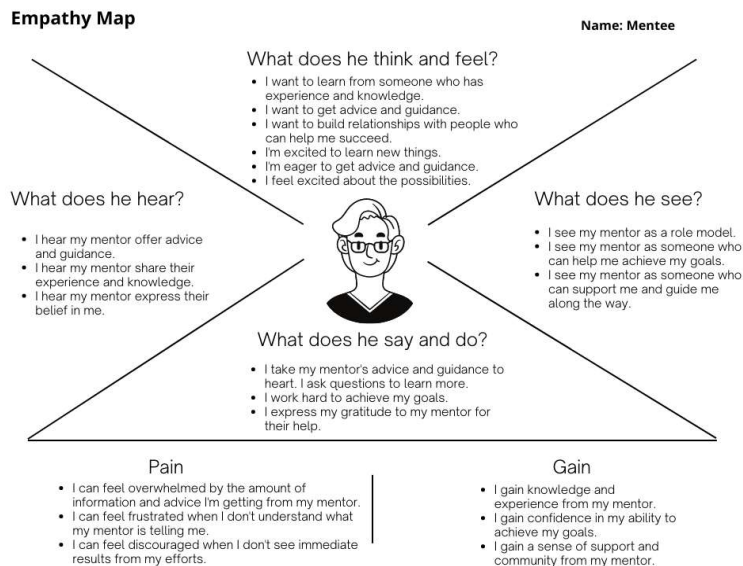 Empathy Map
Name: Mentee
What does he think and feel?
• I want to learn from someone who has
experience and knowledge.
• I want to get advice and guidance.
• I want to build relationships with people who
can help me succeed.
• I'm excited to learn new things.
• I'm eager to get advice and guidance.
• I feel excited about the possibilities.
What does he hear?
• I hear my mentor offer advice
and guidance.
• I hear my mentor share their
experience and knowledge.
• I hear my mentor express their
belief in me.
What does he see?
• I see my mentor as a role model.
• I see my mentor as someone who
can help me achieve my goals.
• I see my mentor as someone who
can support me and guide me
along the way.
What does he say and do?
• I take my mentor's advice and guidance to
heart. I ask questions to learn more.
• I work hard to achieve my goals.
• I express my gratitude to my mentor for
their help.
Pain
• I can feel overwhelmed by the amount of
information and advice I'm getting from my mentor.
• I can feel frustrated when I don't understand what
my mentor is telling me.
• I can feel discouraged when I don't see immediate
results from my efforts.
Gain
• I gain knowledge and
experience from my mentor.
• I gain confidence in my ability to
achieve my goals.
• I gain a sense of support and
community from my mentor.